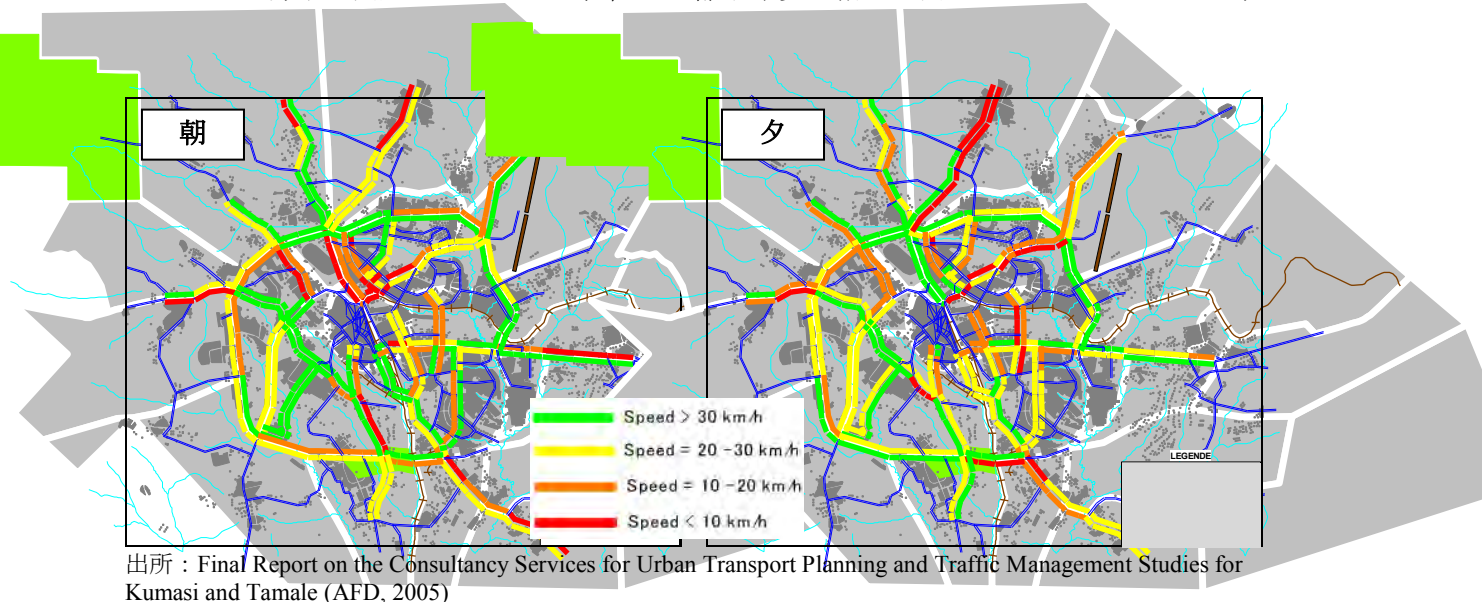 朝
夕
Speed > 30 km/h
Speed = 20 -30 km/h
Speed = 10 -20 km/h
Speed < 10 km/h
LEGENDE
出所：Final Report on the Consultancy Services for Urban Transport Planning and Traffic Management Studies for
Kumasi and Tamale (AFD, 2005)